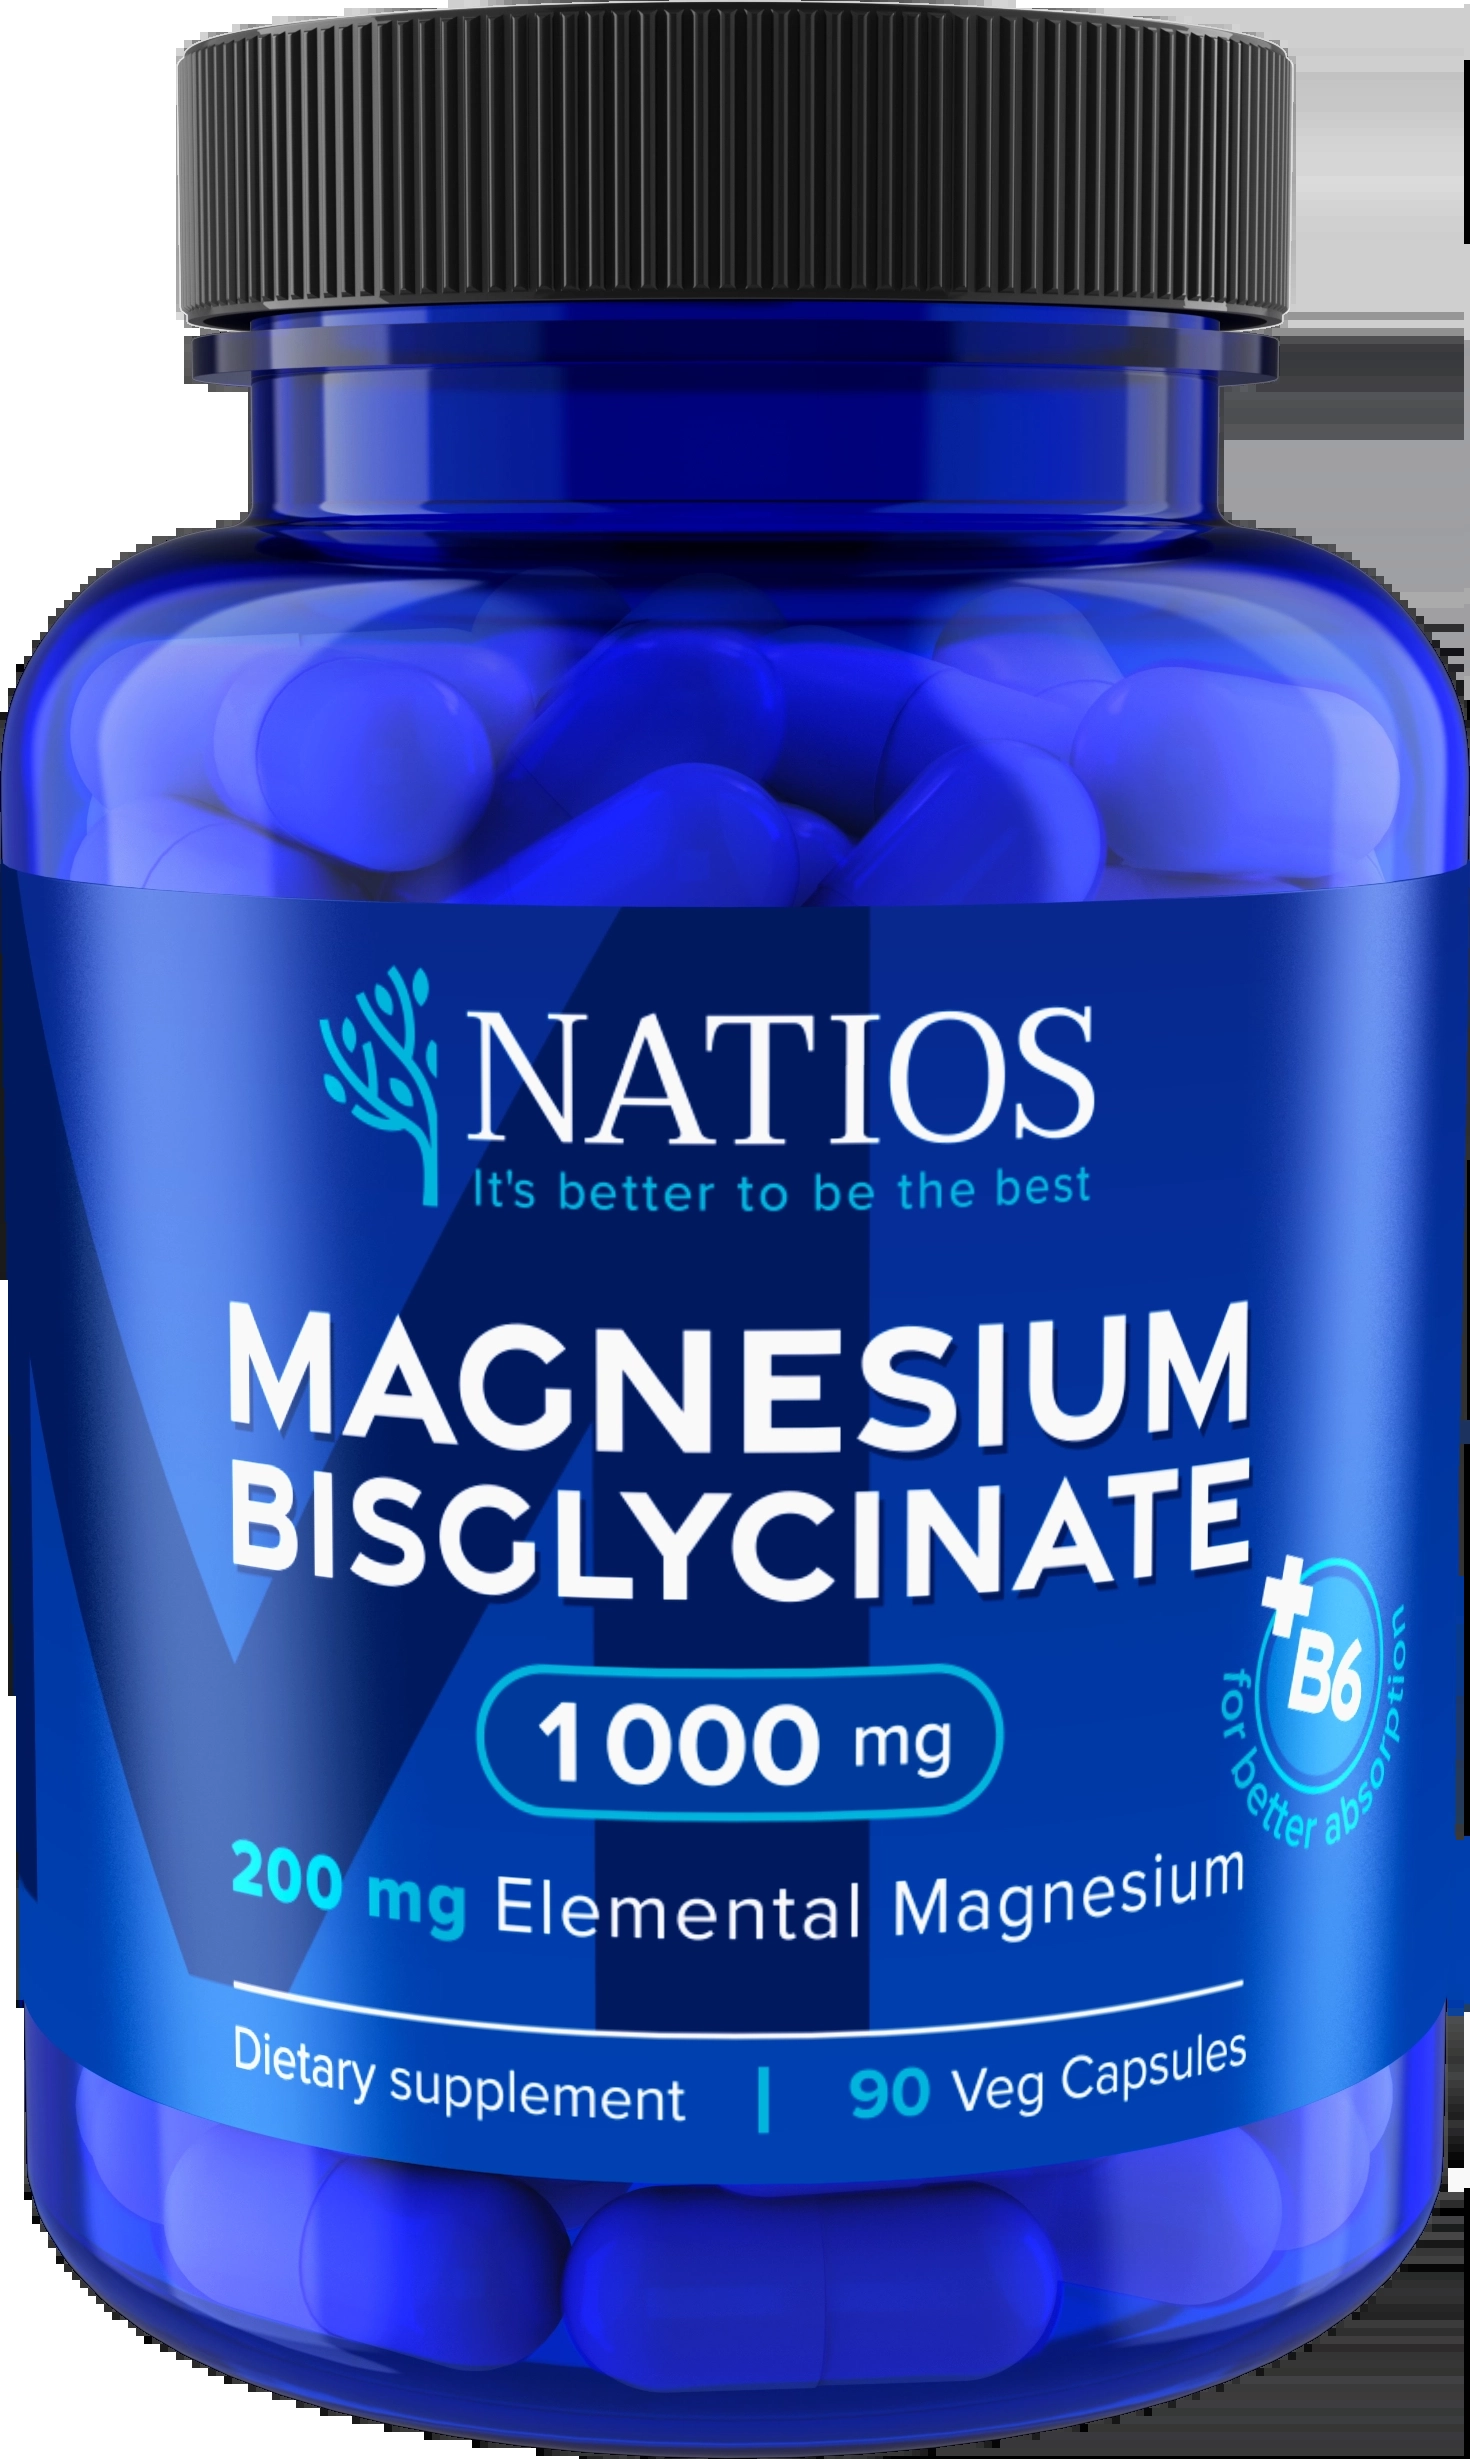 NATIOS
It's better to be the best
MAGNESIUM
BISGLYCINATE
+B6
for better absorption
1000 mg
200 mg Elemental Magnesium
Dietary supplement | 90 Veg Capsules